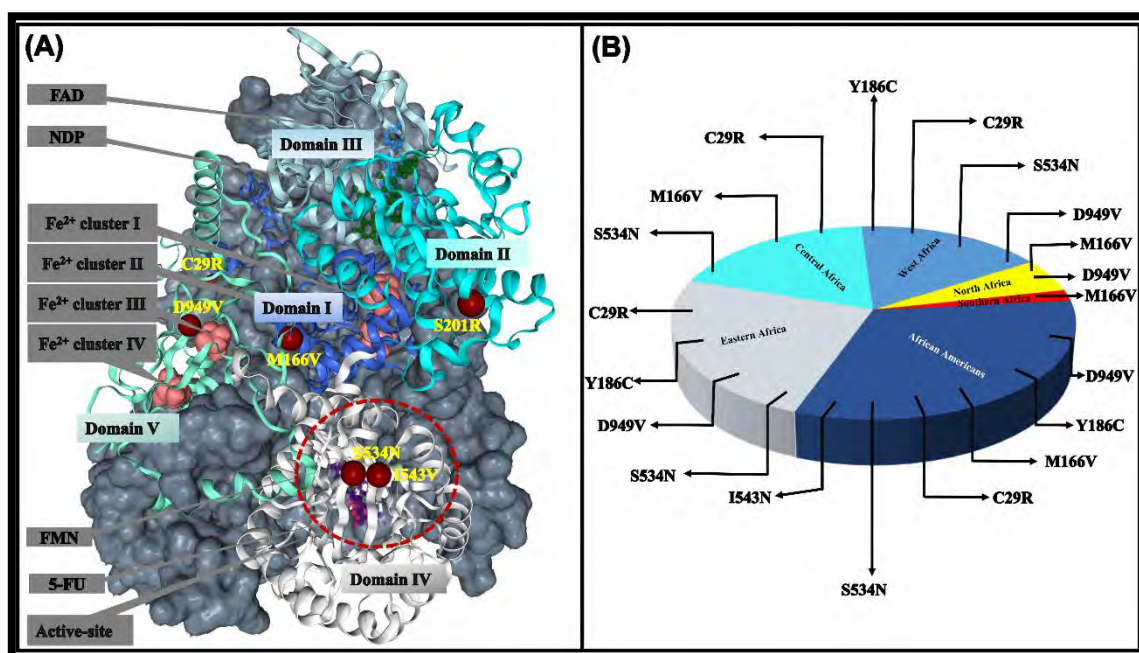 (A)
FAD
NDP
Domain III
Fe²⁺ cluster I
Domain II
Fe²⁺ cluster II
C29R
Fe²⁺ cluster III
D949V
Domain I
S201R
Fe²⁺ cluster IV
M166V
Domain V
S534N
I543V
FMN
5-FU
Domain IV
Active-site
(B)
Y186C
C29R
C29R
S534N
M166V
D949V
S534N
M166V
D949V
M166V
Central Africa
West Africa
North Africa
Southern Africa
C29R
Eastern Africa
African Americans
Y186C
D949V
D949V
Y186C
S534N
M166V
I543N
C29R
S534N